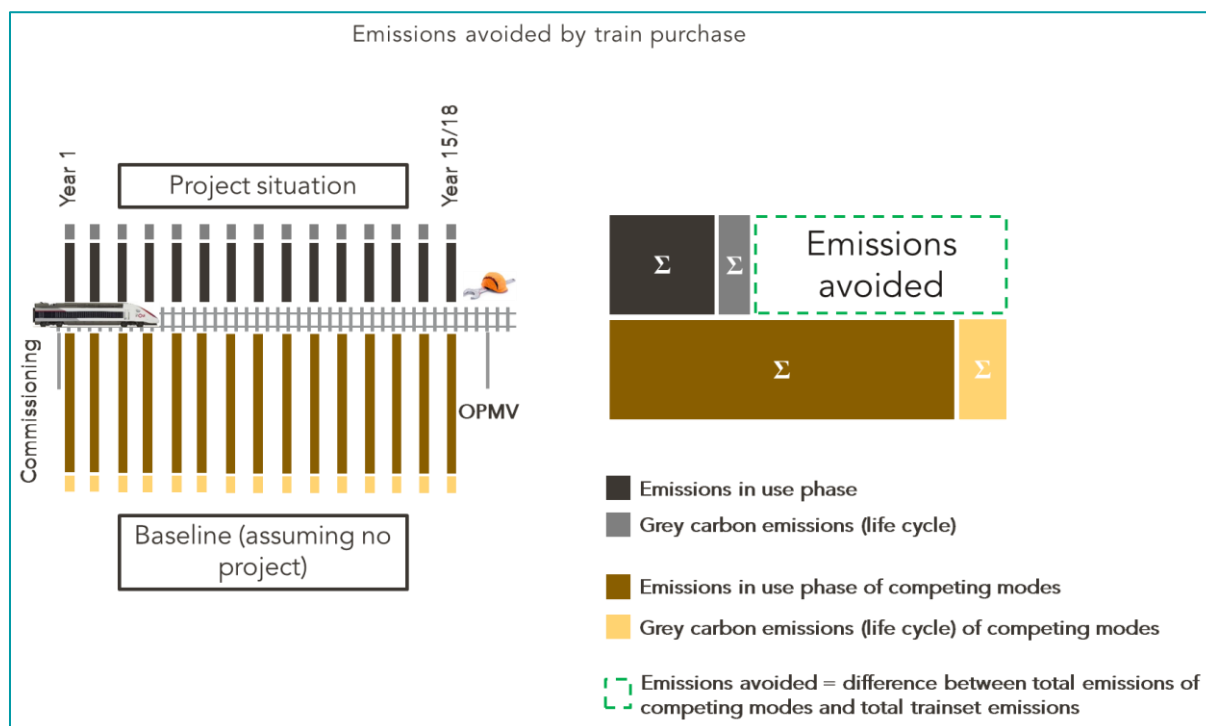 Emissions avoided by train purchase
Year 1
Year 15/18
Project situation
Commissioning
OPMV
Baseline (assuming no
project)
Σ
Σ
Emissions
avoided
Σ
Σ
Emissions in use phase
Grey carbon emissions (life cycle)
Emissions in use phase of competing modes
Grey carbon emissions (life cycle) of competing modes
Emissions avoided = difference between total emissions of
competing modes and total trainset emissions